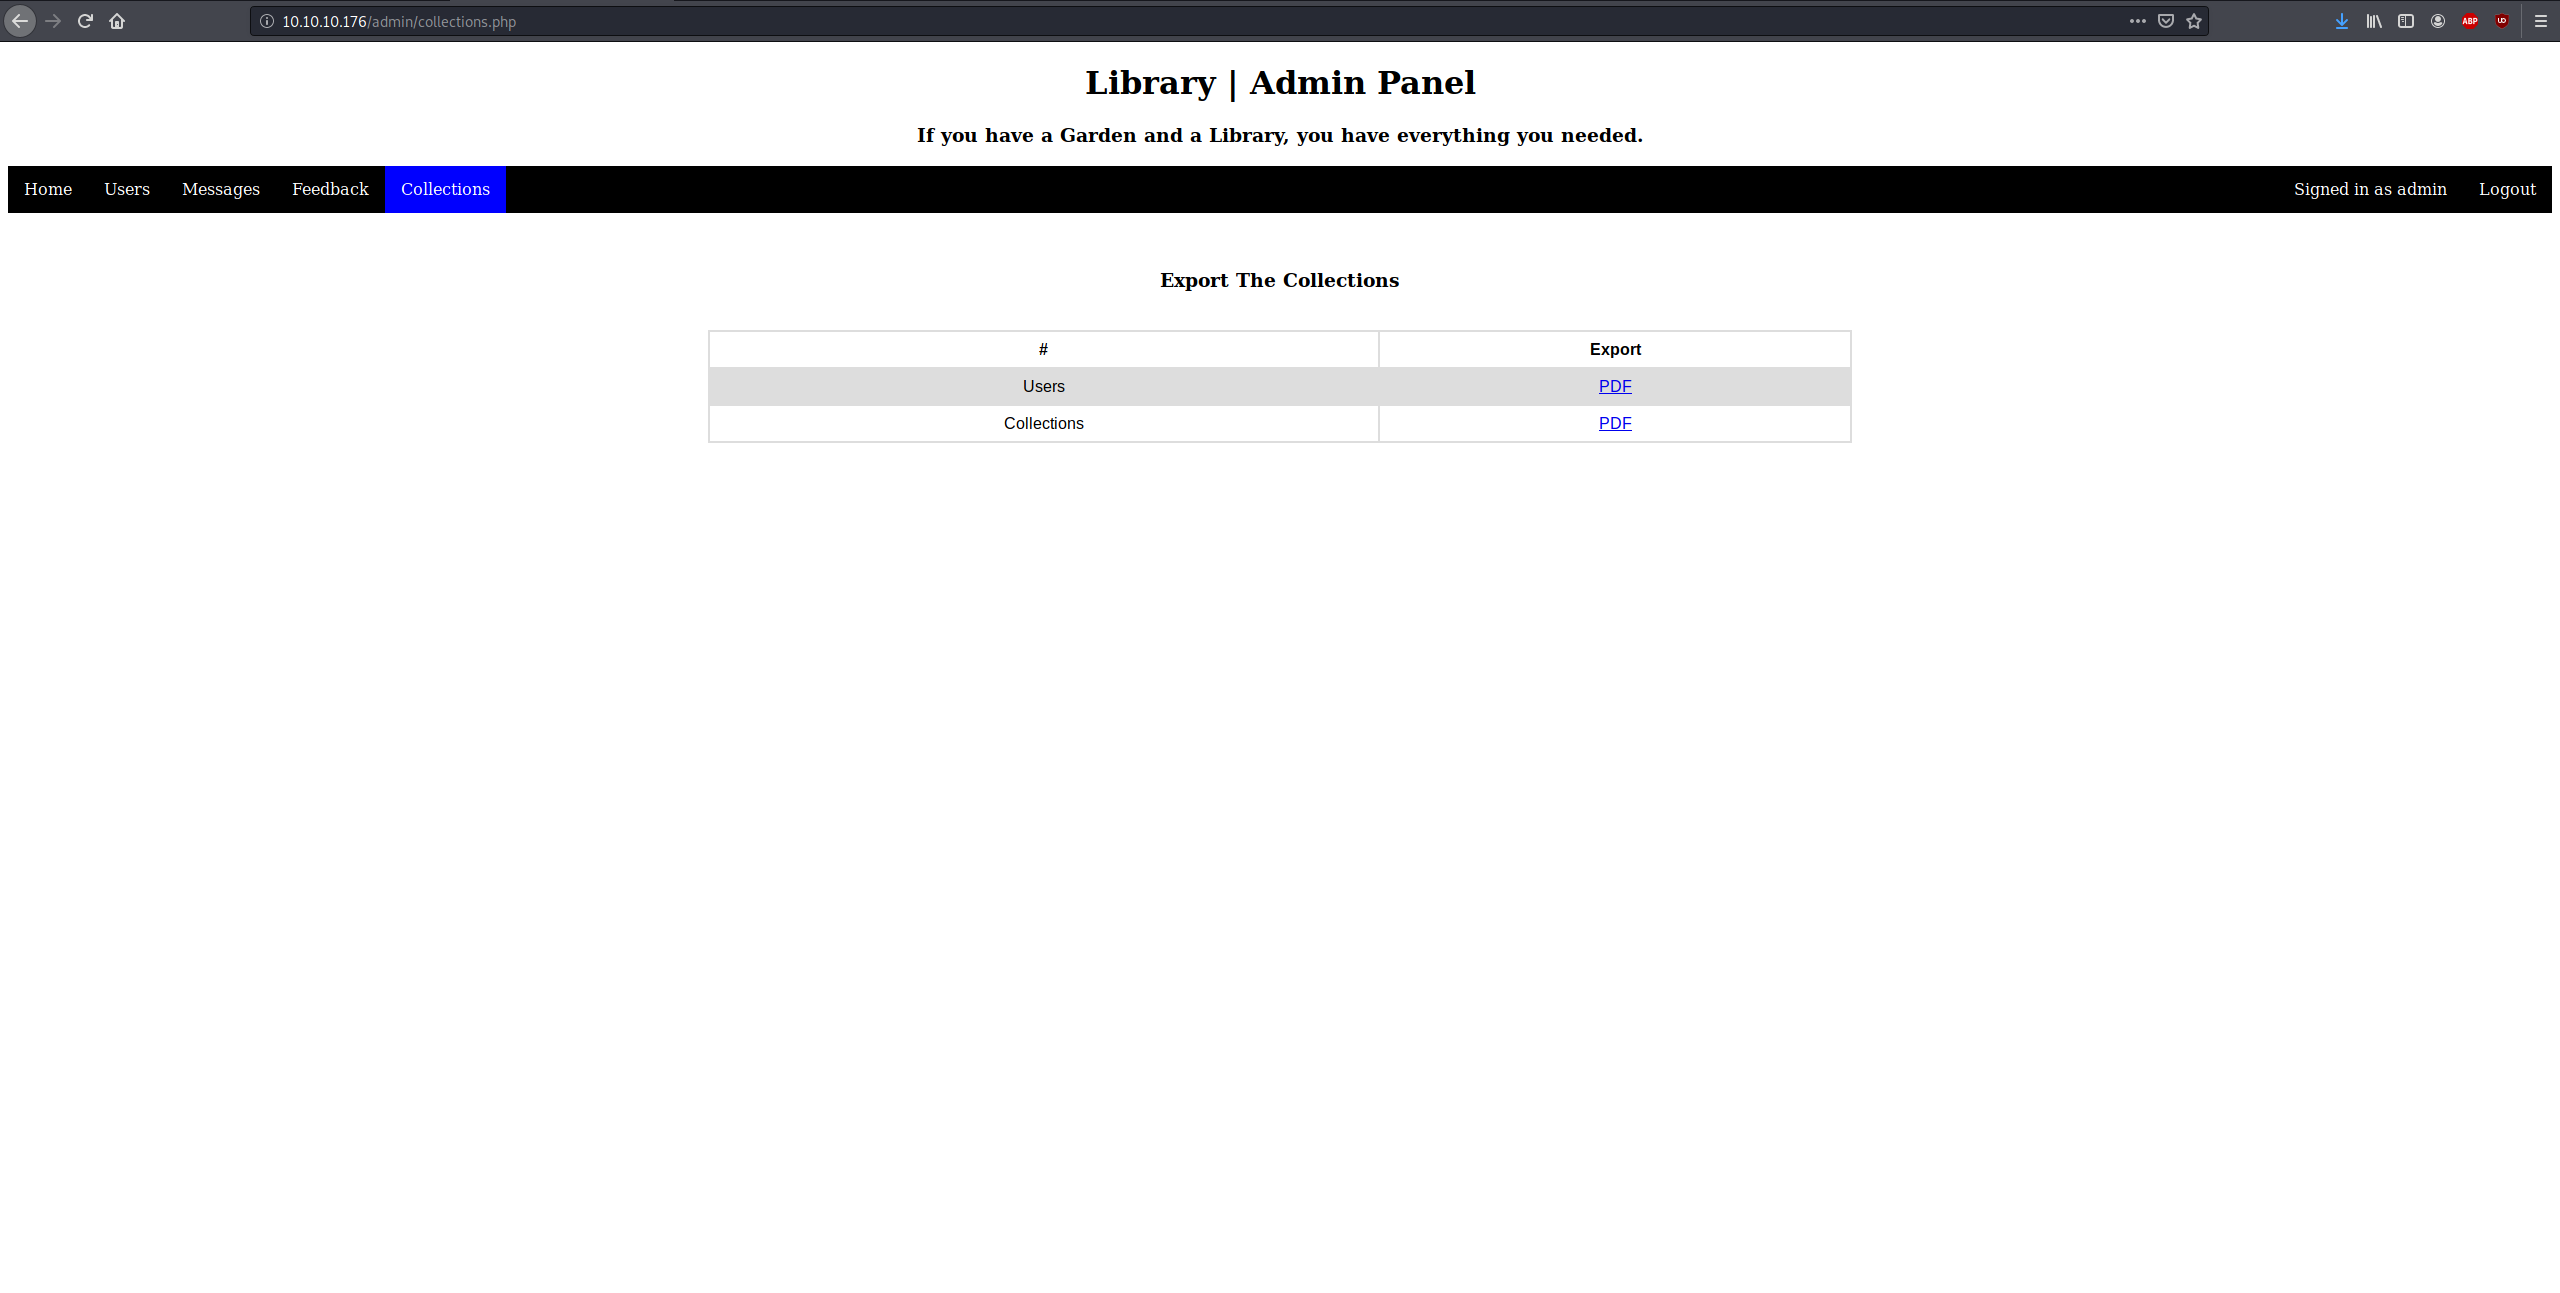 10.10.10.176/admin/collections.php
ABP
Library | Admin Panel
If you have a Garden and a Library, you have everything you needed.
Home Users Messages Feedback Collections Signed in as admin Logout
Export The Collections
# Export
Users PDF
Collections PDF